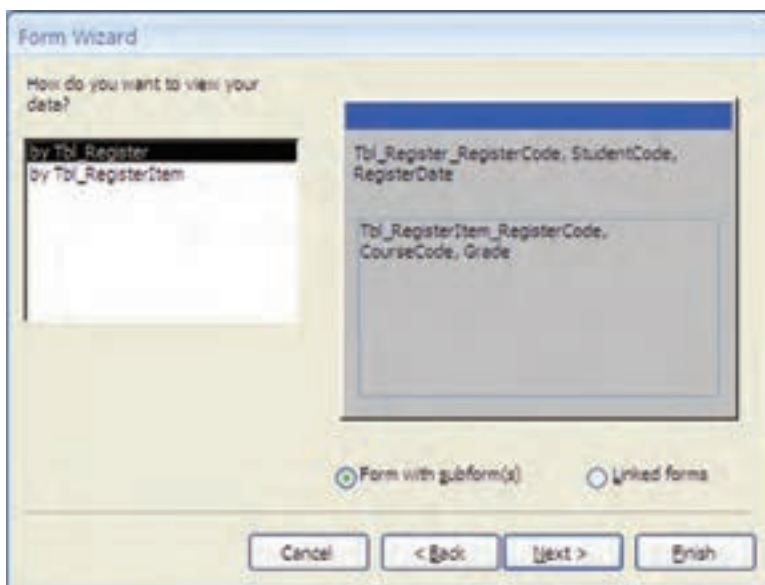 Form Wizard
How do you want to view your
data?
by Tbl_Register
by Tbl_RegisterItem
Tbl_Register_RegisterCode, StudentCode,
RegisterDate
Tbl_RegisterItem_RegisterCode,
CourseCode, Grade
Form with subform(s)
Linked forms
Cancel
< Back
Next >
Finish